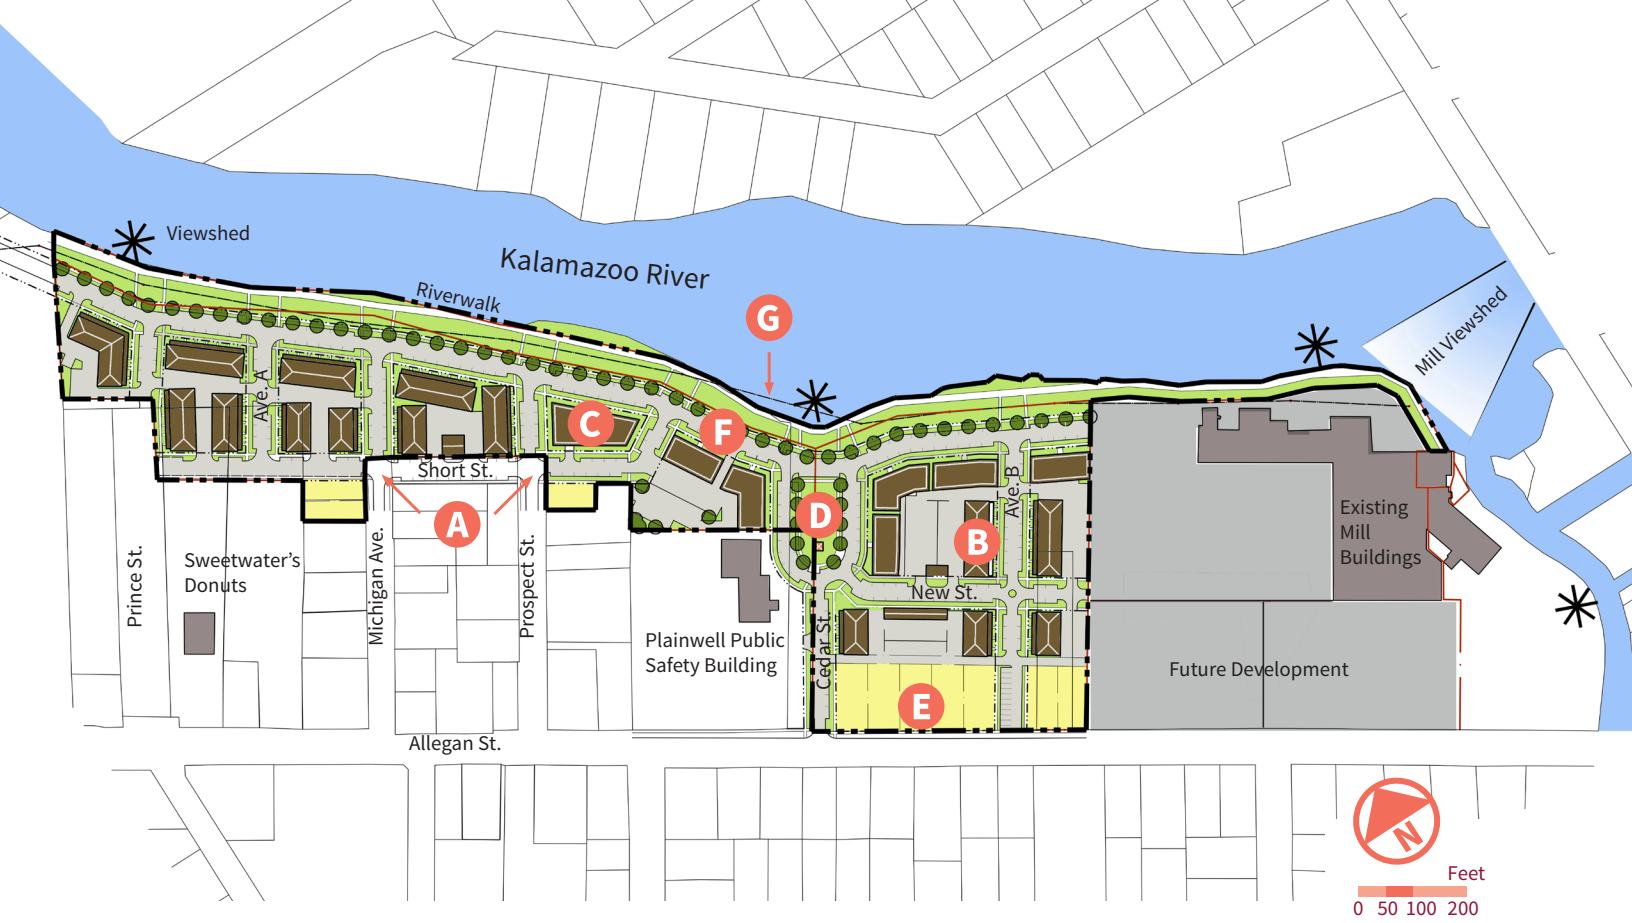 Viewshed
Kalamazoo River
Riverwalk
G
Mill Viewshed
Ave. A
C
F
Short St.
Ave. B
D
A
B
Existing
Mill
Buildings
Prince St.
Sweetwater's
Donuts
Michigan Ave.
Prospect St.
New St.
Plainwell Public
Safety Building
Cedar St.
Future Development
E
Allegan St.
N
Feet
0 50 100 200